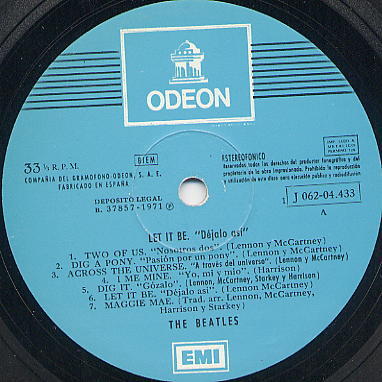 ODEON
33 ⅓ R. P. M.
BIEM
ESTEREOFONICO
COMPAÑIA DEL GRAMOFONO-ODEON, S. A. E.
FABRICADO EN ESPAÑA
Reservados todos los derechos del productor fonográfico y del
propietario de la obra impresionada. Prohibida la reproducción
y utilización de este disco para ejecución pública y radiodifusión
DEPOSITO LEGAL
B. 37857-1971 Ⓟ
1 J 062-04.433
A
LET IT BE. "Déjalo así"
1. TWO OF US. "Nosotros dos". (Lennon y McCartney)
2. DIG A PONY. "Pasión por un pony". (Lennon y McCartney)
3. ACROSS THE UNIVERSE. "A través del universo". (Lennon y McCartney)
4. I ME MINE. "Yo, mi y mio". (Harrison)
5. DIG IT. "Gózalo". (Lennon, McCartney, Starkey y Harrison)
6. LET IT BE. "Déjalo así". (Lennon y McCartney)
7. MAGGIE MAE. (Trad. arr. Lennon, McCartney,
Harrison y Starkey)
THE BEATLES
EMI